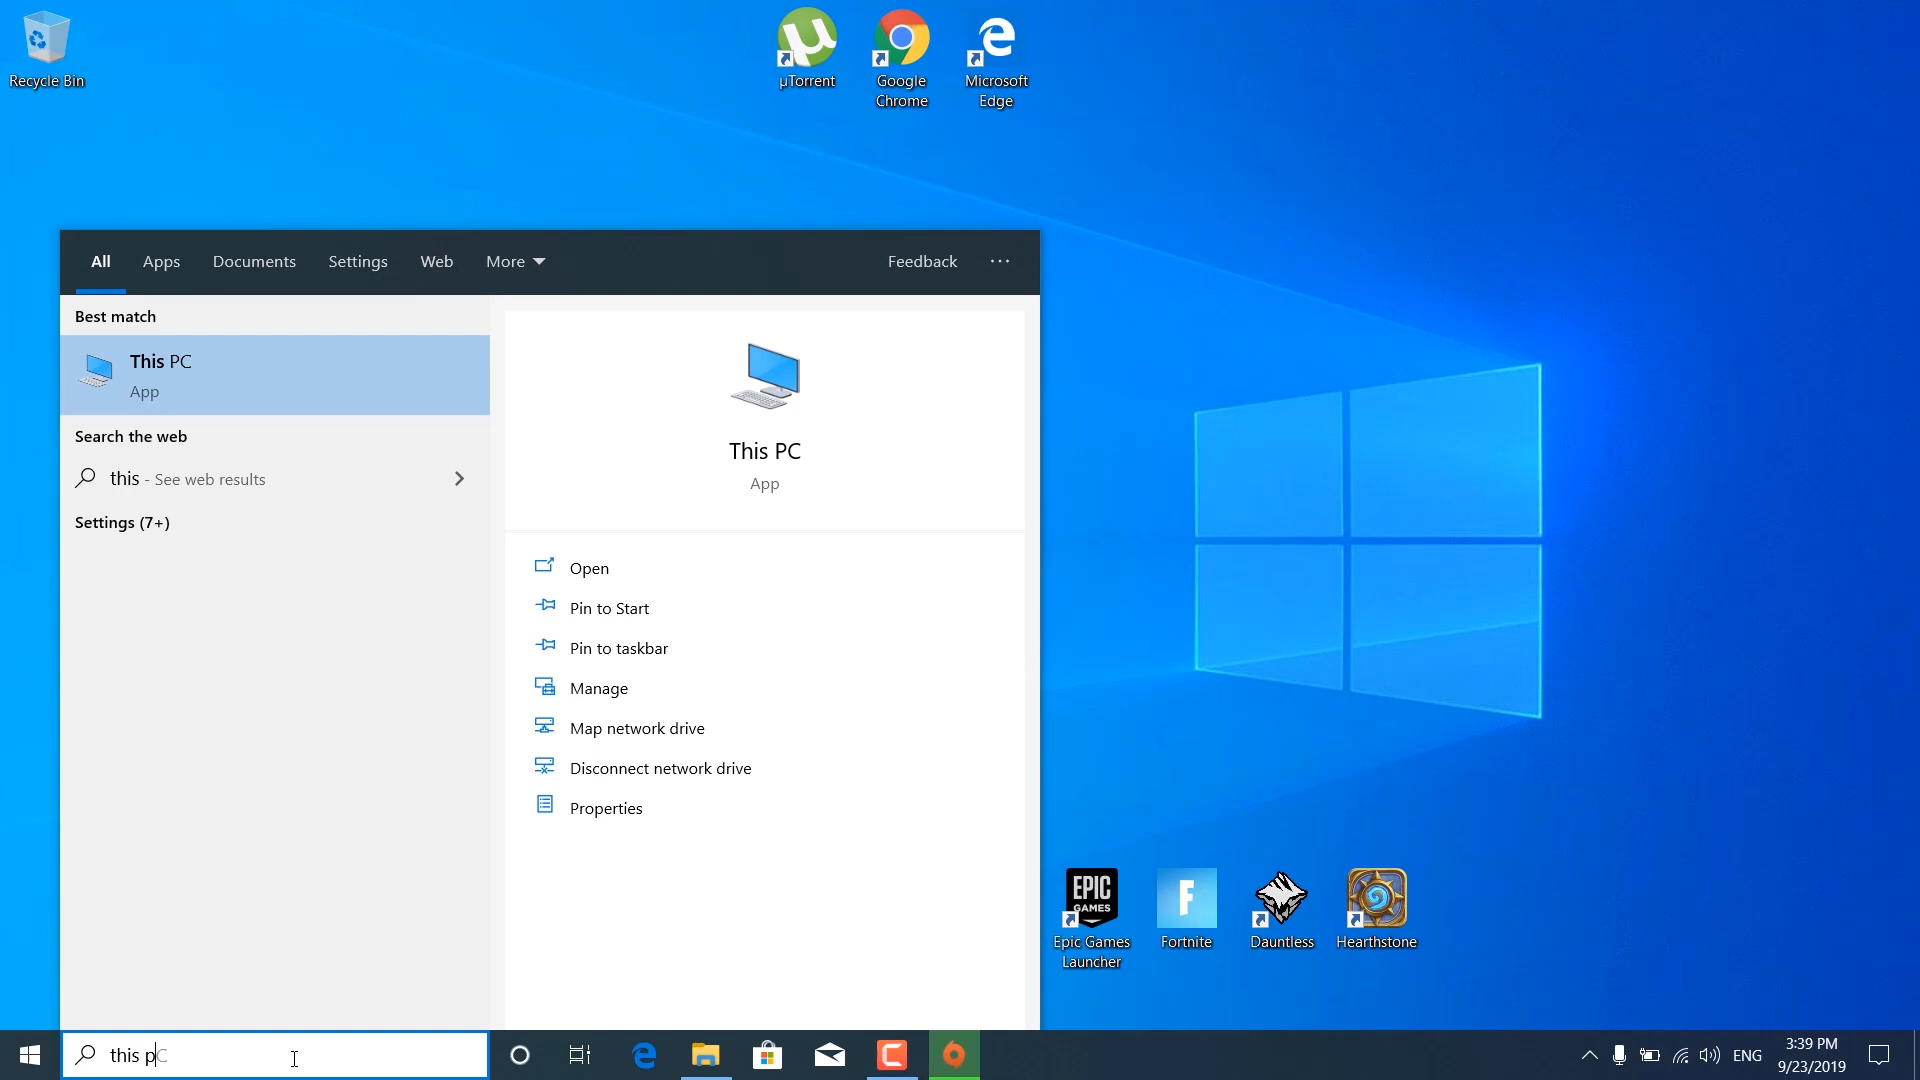 Recycle Bin
µTorrent
Google
Chrome
Microsoft
Edge
All
Apps
Documents
Settings
Web
More
Feedback
Best match
This PC
App
Search the web
this - See web results
Settings (7+)
This PC
App
Open
Pin to Start
Pin to taskbar
Manage
Map network drive
Disconnect network drive
Properties
EPIC
GAMES
Epic Games
Launcher
F
Fortnite
Dauntless
Hearthstone
this pC
ENG
3:39 PM
9/23/2019